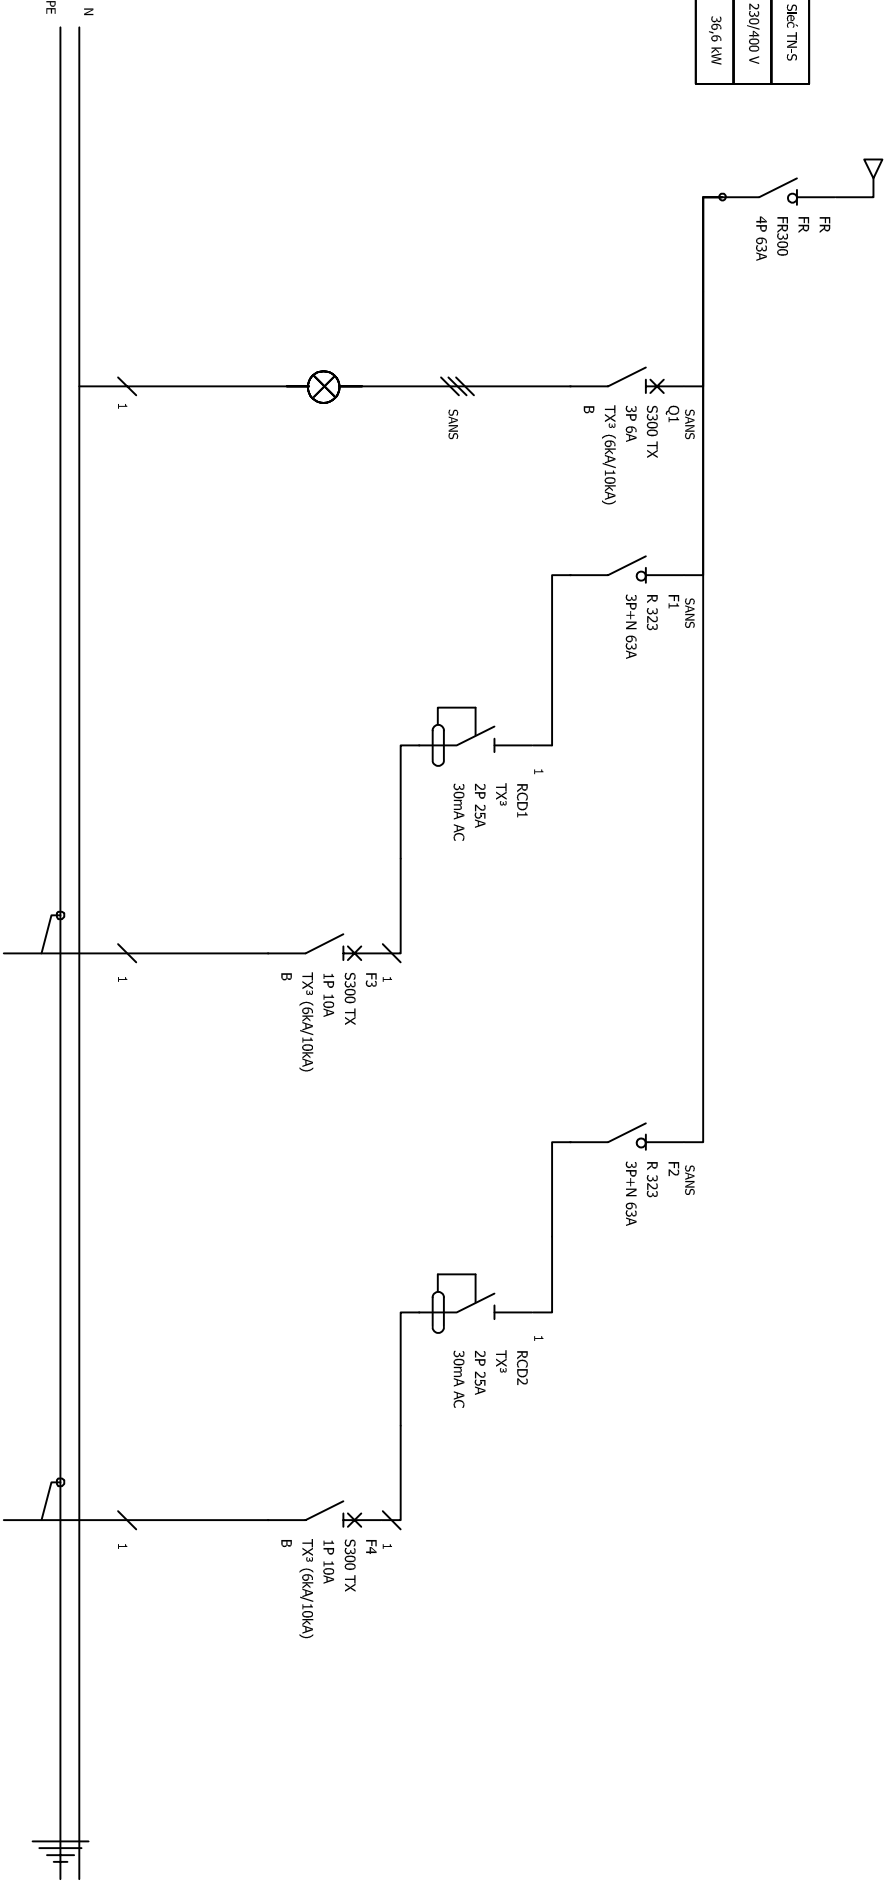 Sieć TN-S
230/400 V
36,6 kW
N
PE
FR
FR
FR300
4P 63A
SANS
Q1
S300 TX
3P 6A
TX³ (6kA/10kA)
B
SANS
1
SANS
F1
R 323
3P+N 63A
1
RCD1
TX³
2P 25A
30mA AC
1
F3
S300 TX
1P 10A
TX³ (6kA/10kA)
B
1
SANS
F2
R 323
3P+N 63A
1
RCD2
TX³
2P 25A
30mA AC
1
F4
S300 TX
1P 10A
TX³ (6kA/10kA)
B
1